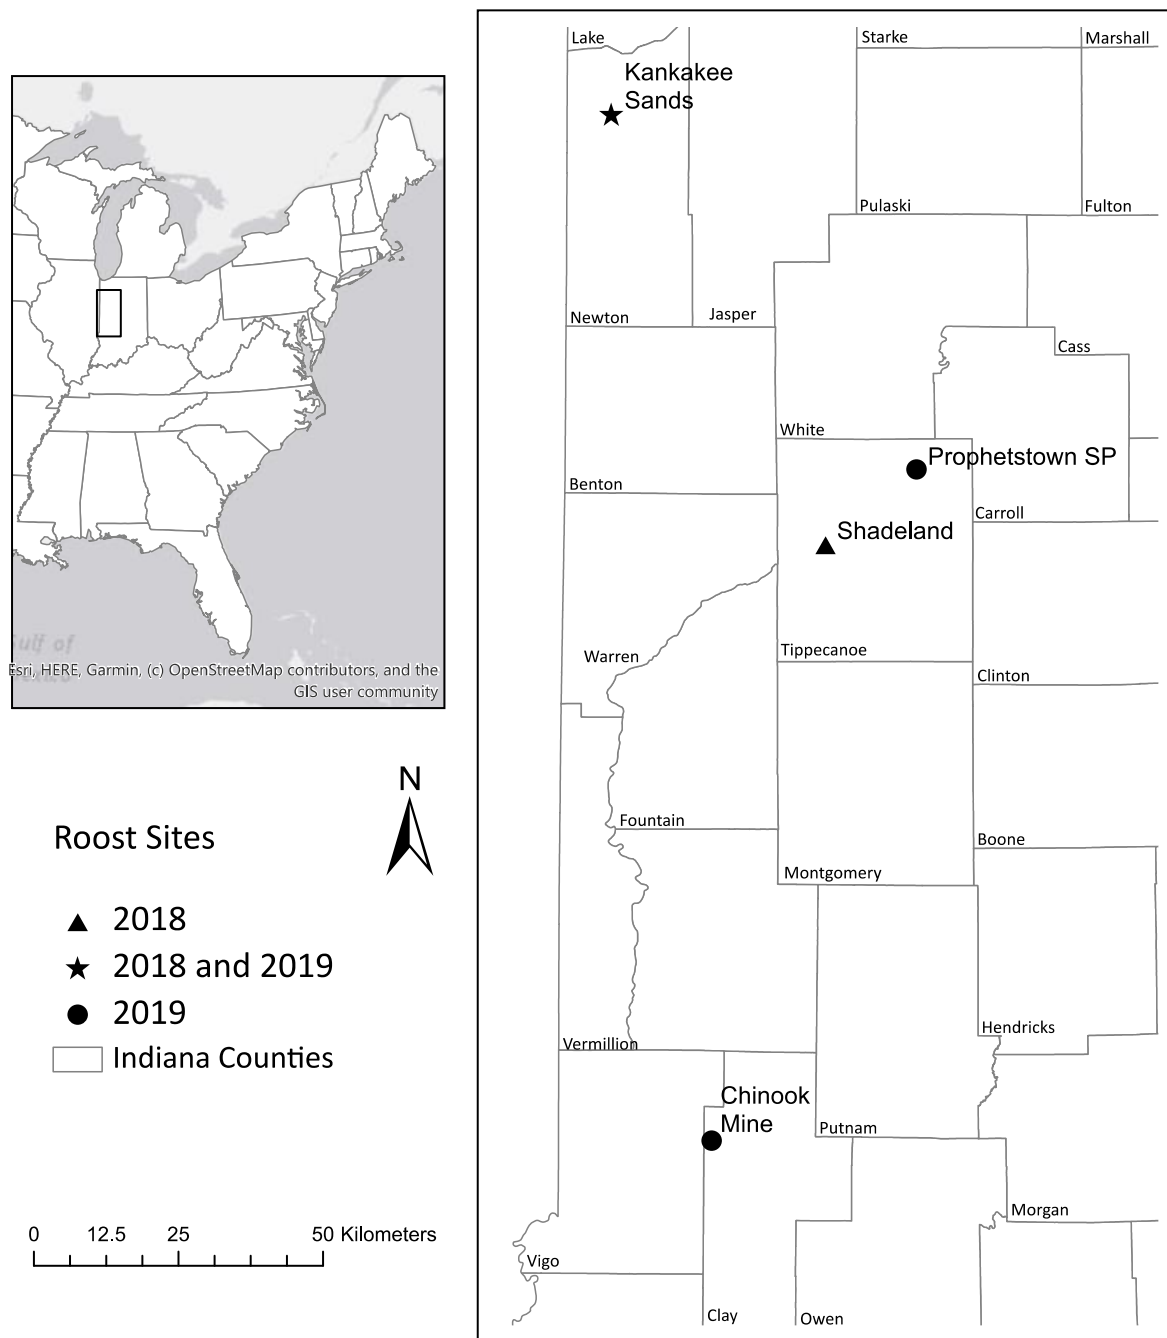 Lake
Starke
Marshall
Kankakee
Sands
Pulaski
Fulton
Newton
Jasper
Cass
White
Prophetstown SP
Benton
Carroll
Shadeland
Warren
Tippecanoe
Clinton
Fountain
Boone
Montgomery
Hendricks
Vermillion
Chinook
Mine
Putnam
Morgan
Vigo
Clay
Owen
Gulf of
Esri, HERE, Garmin, (c) OpenStreetMap contributors, and the
GIS user community
N
Roost Sites
2018
2018 and 2019
2019
Indiana Counties
0 12.5 25 50 Kilometers